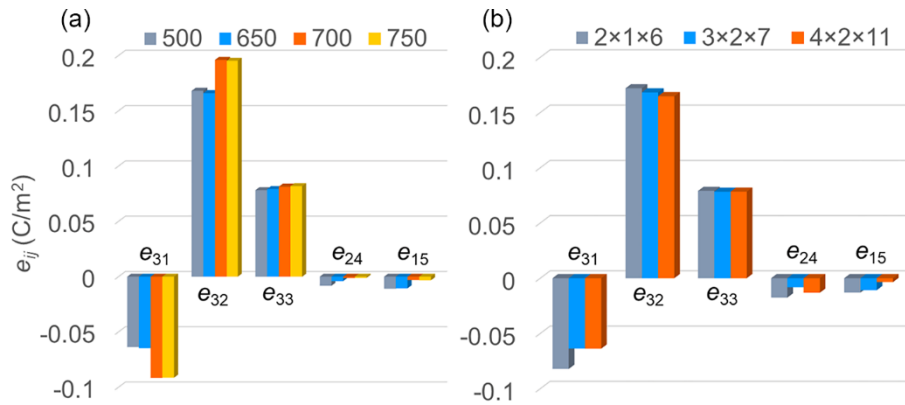 (a)
500 650 700 750
0.2
0.15
0.1
0.05
0
-0.05
-0.1
eij (C/m²)
e31
e32
e33
e24
e15
(b)
2×1×6 3×2×7 4×2×11
0.2
0.15
0.1
0.05
0
-0.05
-0.1
e31
e32
e33
e24
e15